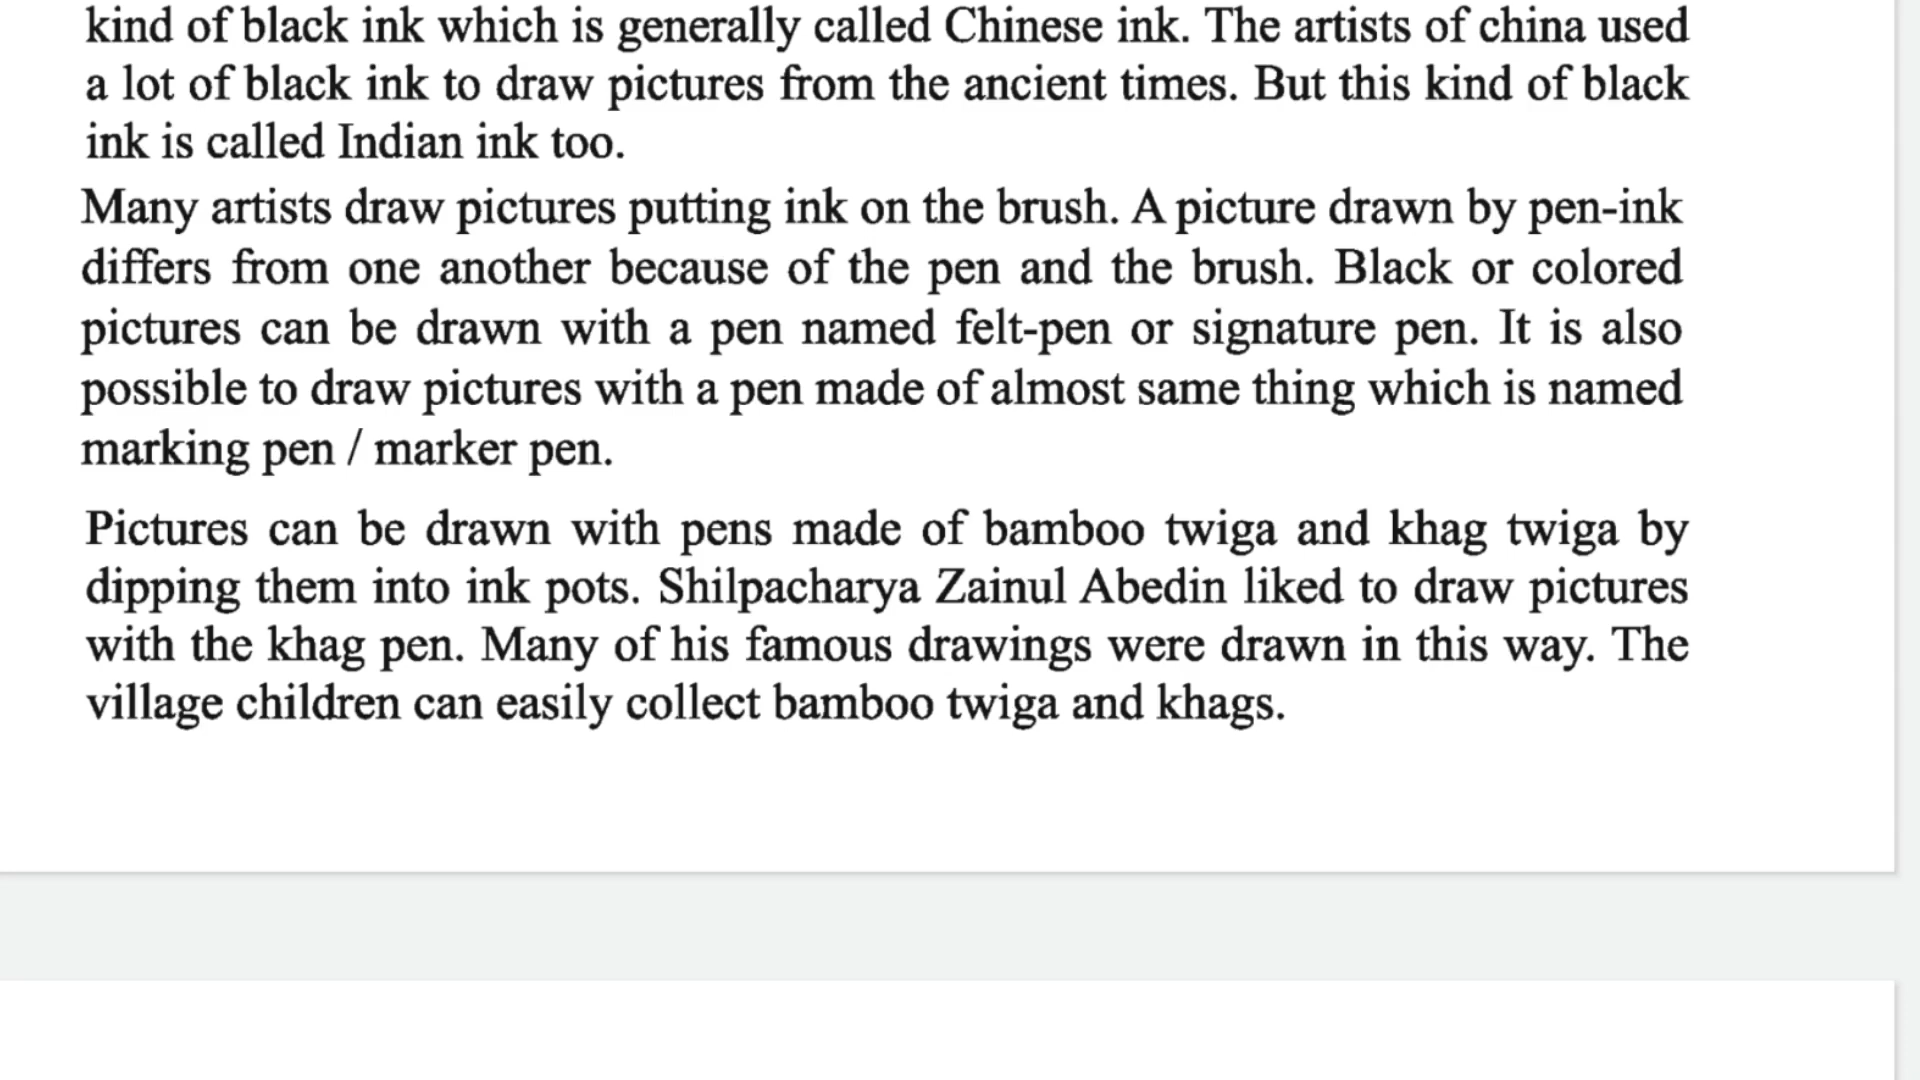 kind of black ink which is generally called Chinese ink. The artists of china used
a lot of black ink to draw pictures from the ancient times. But this kind of black
ink is called Indian ink too.
Many artists draw pictures putting ink on the brush. A picture drawn by pen-ink
differs from one another because of the pen and the brush. Black or colored
pictures can be drawn with a pen named felt-pen or signature pen. It is also
possible to draw pictures with a pen made of almost same thing which is named
marking pen / marker pen.
Pictures can be drawn with pens made of bamboo twiga and khag twiga by
dipping them into ink pots. Shilpacharya Zainul Abedin liked to draw pictures
with the khag pen. Many of his famous drawings were drawn in this way. The
village children can easily collect bamboo twiga and khags.